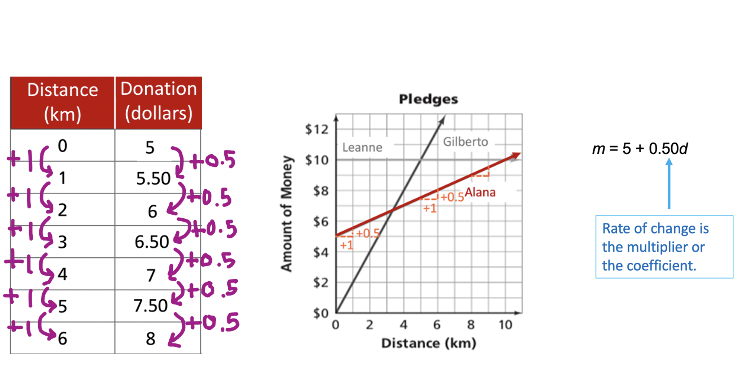 Distance (km) Donation (dollars)
0 5
1 5.50
2 6
3 6.50
4 7
5 7.50
6 8
+1 +0.5
+1 +0.5
+1 +0.5
+1 +0.5
+1 +0.5
+1 +0.5
Pledges
Amount of Money
$12
$10
$8
$6
$4
$2
$0
Leanne
Gilberto
Alana
+0.5
+1
+0.5
+1
0 2 4 6 8 10
Distance (km)
m = 5 + 0.50d
Rate of change is
the multiplier or
the coefficient.